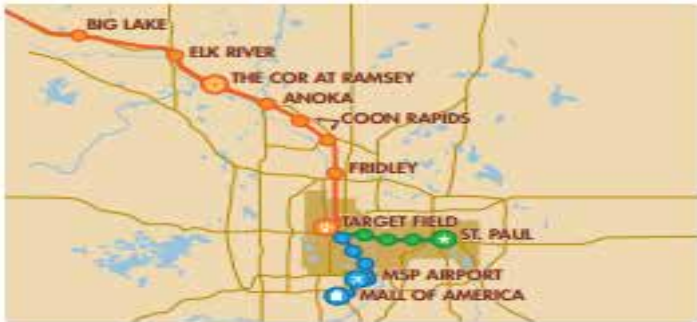 BIG LAKE
ELK RIVER
THE COR AT RAMSEY
ANOKA
COON RAPIDS
FRIDLEY
TARGET FIELD
ST. PAUL
MSP AIRPORT
MALL OF AMERICA